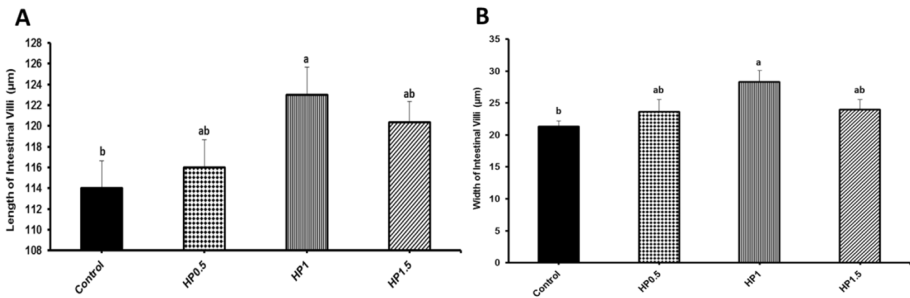 A
Length of Intestinal Villi (µm)
128
126
124
122
120
118
116
114
112
110
108
b
ab
a
ab
Control
HP0.5
HP1
HP1.5
B
Width of Intestinal Villi (µm)
35
30
25
20
15
10
5
0
b
ab
a
ab
Control
HP0.5
HP1
HP1.5